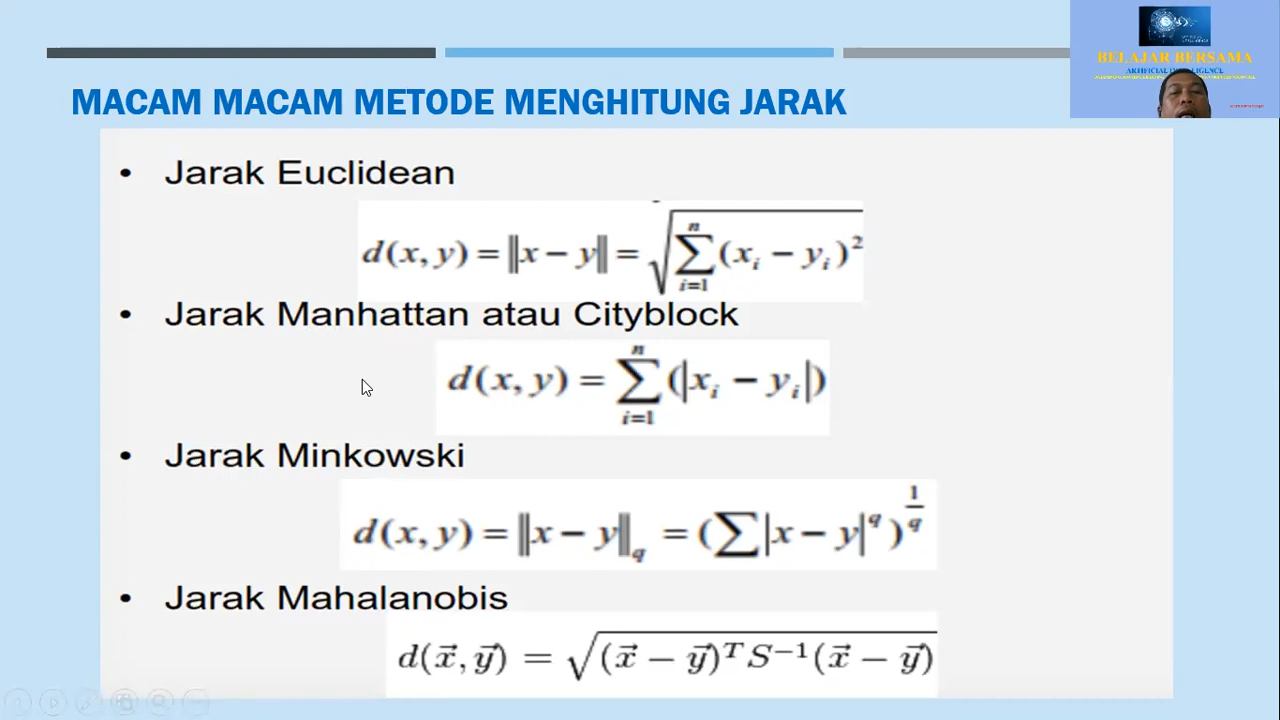 BELAJAR BERSAMA
ARTIFICIAL INTELLIGENCE
MACAM MACAM METODE MENGHITUNG JARAK
• Jarak Euclidean
d(x, y) = ‖x − y‖ = √(∑_{i=1}^{n} (x_i − y_i)²)
• Jarak Manhattan atau Cityblock
d(x, y) = ∑_{i=1}^{n} (|x_i − y_i|)
• Jarak Minkowski
d(x, y) = ‖x − y‖_q = (∑|x − y|^q)^{1/q}
• Jarak Mahalanobis
d(x⃗, y⃗) = √((x⃗ − y⃗)^T S^{−1}(x⃗ − y⃗))